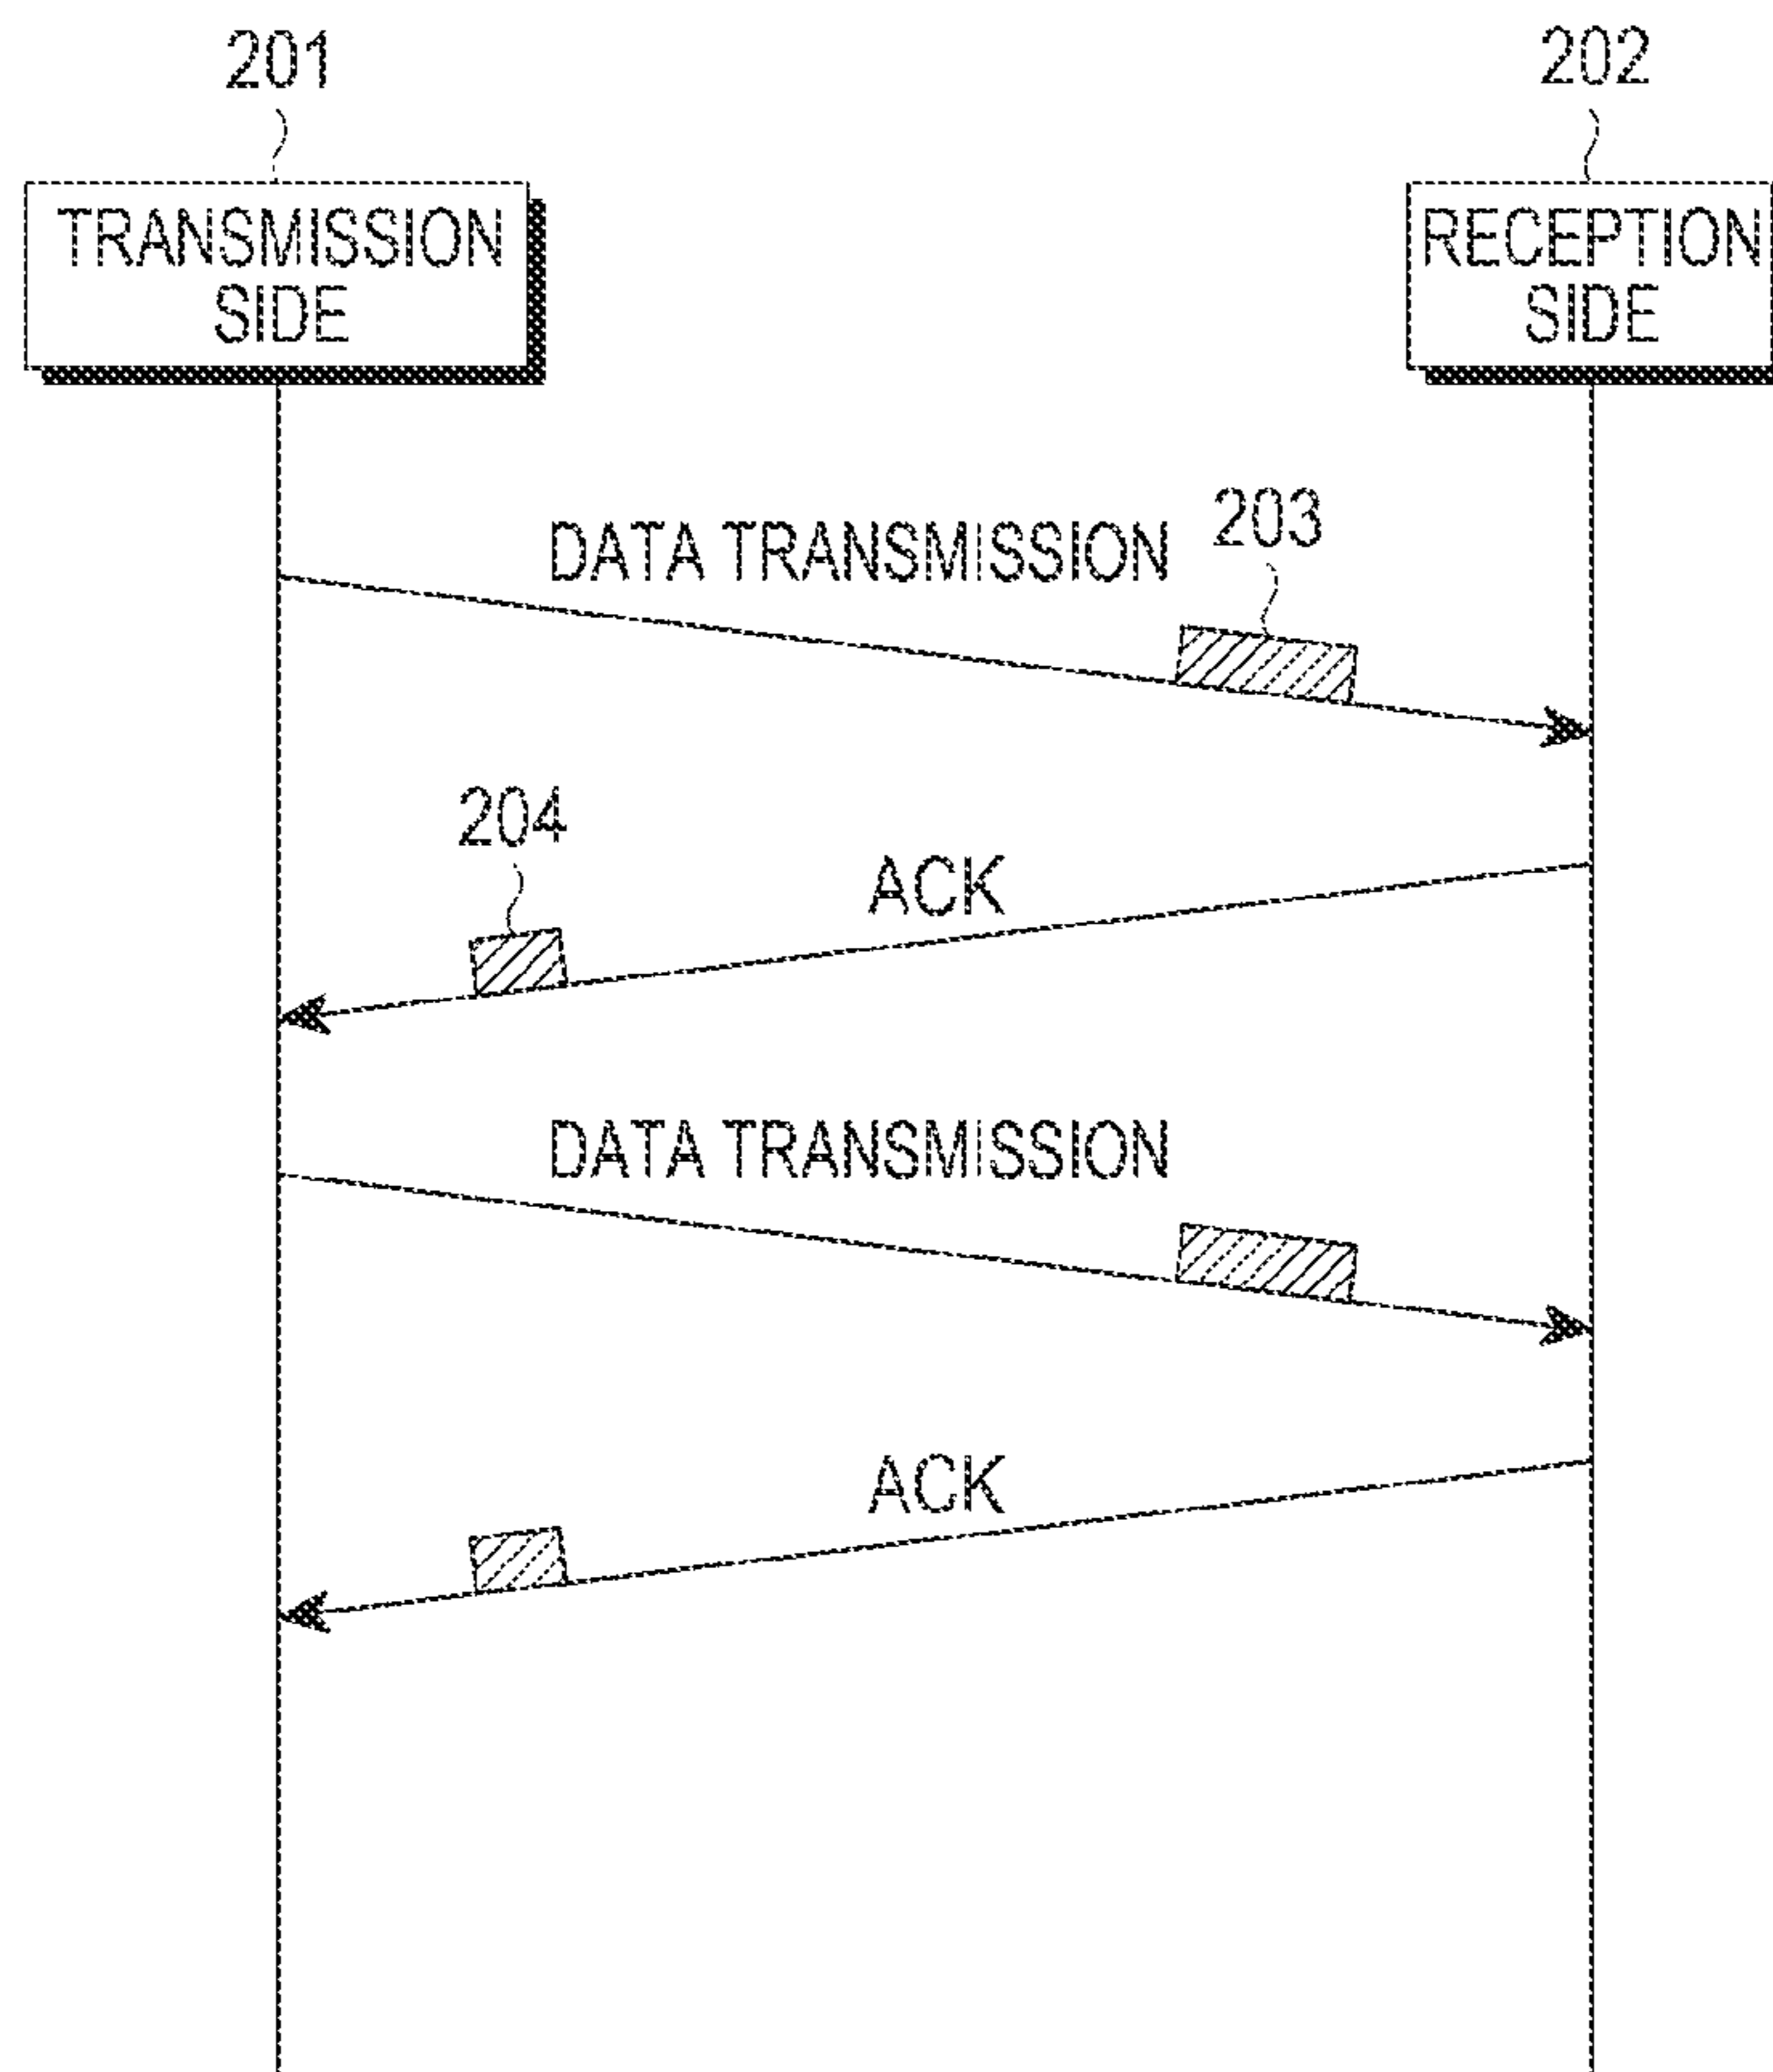 201
202
TRANSMISSION
SIDE
RECEPTION
SIDE
DATA TRANSMISSION
203
204
ACK
DATA TRANSMISSION
ACK